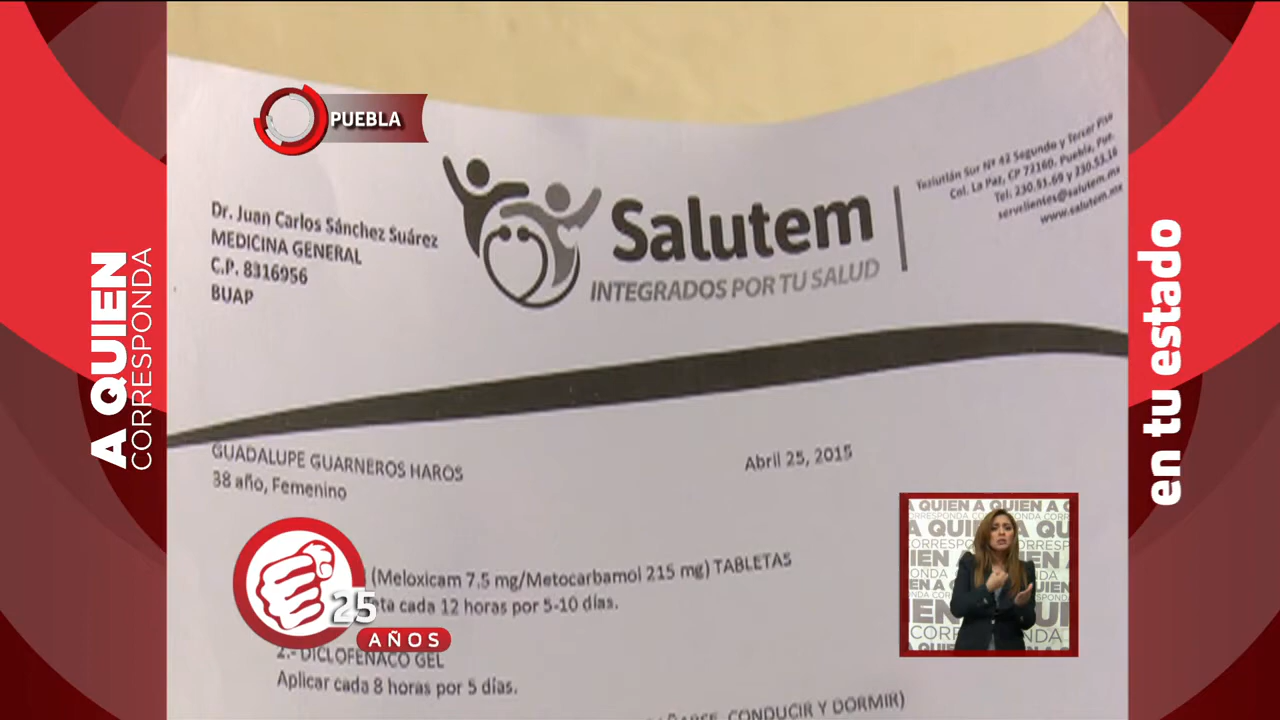 PUEBLA
Dr. Juan Carlos Sánchez Suárez
MEDICINA GENERAL
C.P. 8316956
BUAP
Salutem
INTEGRADOS POR TU SALUD
Teziutlán Sur Nº 42 Segundo y Tercer Piso
Col. La Paz, CP 72160. Puebla, Pue.
Tel. 230.51.69 y 230.53.16
servclientes@salutem.mx
www.salutem.mx
GUADALUPE GUARNEROS HAROS
38 año, Femenino
Abril 25, 2015
(Meloxicam 7.5 mg/Metocarbamol 215 mg) TABLETAS
cada 12 horas por 5-10 días.
2.- DICLOFENACO GEL
Aplicar cada 8 horas por 5 días.
CONDUCIR Y DORMIR)
25
AÑOS
A QUIEN
CORRESPONDA
en tu estado